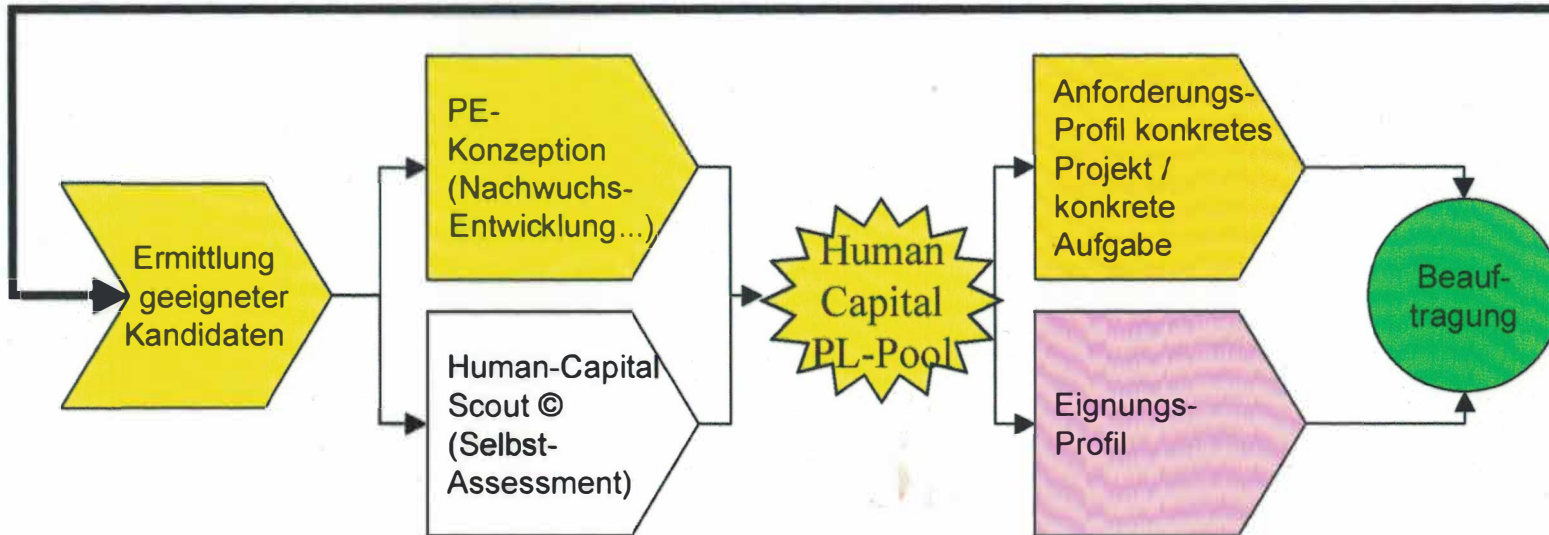 Ermittlung
geeigneter
Kandidaten
PE-
Konzeption
(Nachwuchs-
Entwicklung...)
Human-Capital
Scout ©
(Selbst-
Assessment)
Human
Capital
PL-Pool
Anforderungs-
Profil konkretes
Projekt /
konkrete
Aufgabe
Eignungs-
Profil
Beauf-
tragung